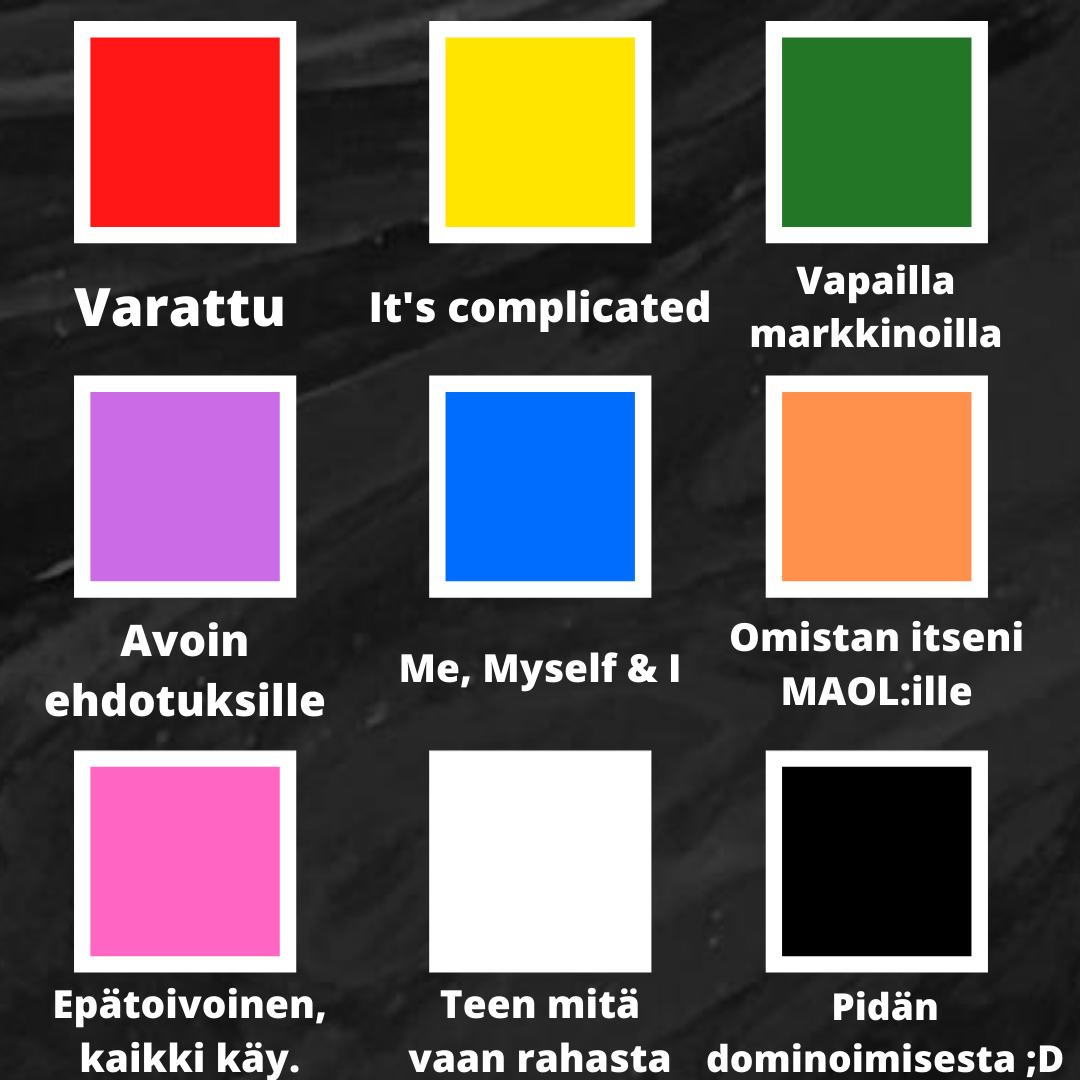 Varattu
It's complicated
Vapailla
markkinoilla
Avoin
ehdotuksille
Me, Myself & I
Omistan itseni
MAOL:ille
Epätoivoinen,
kaikki käy.
Teen mitä
vaan rahasta
Pidän
dominoimisesta ;D